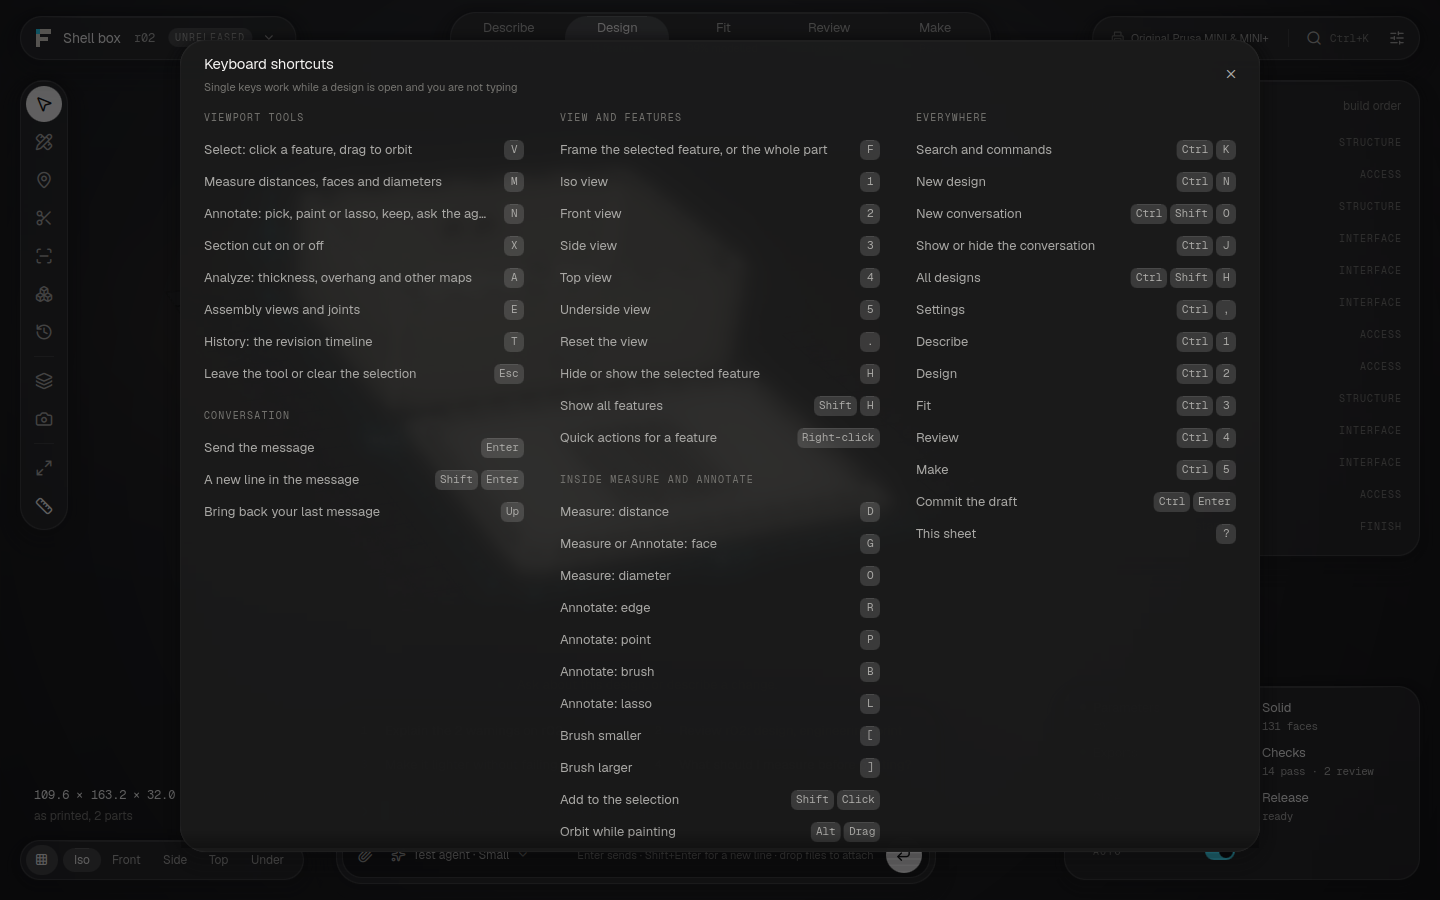 Shell box r02 UNRELEASED
Describe Design Fit Review Make
Original Prusa MINI & MINI+
Ctrl+K
Keyboard shortcuts
Single keys work while a design is open and you are not typing
VIEWPORT TOOLS
Select: click a feature, drag to orbit V
Measure distances, faces and diameters M
Annotate: pick, paint or lasso, keep, ask the ag… N
Section cut on or off X
Analyze: thickness, overhang and other maps A
Assembly views and joints E
History: the revision timeline T
Leave the tool or clear the selection Esc
CONVERSATION
Send the message Enter
A new line in the message Shift Enter
Bring back your last message Up
VIEW AND FEATURES
Frame the selected feature, or the whole part F
Iso view 1
Front view 2
Side view 3
Top view 4
Underside view 5
Reset the view .
Hide or show the selected feature H
Show all features Shift H
Quick actions for a feature Right-click
INSIDE MEASURE AND ANNOTATE
Measure: distance D
Measure or Annotate: face G
Measure: diameter O
Annotate: edge R
Annotate: point P
Annotate: brush B
Annotate: lasso L
Brush smaller [
Brush larger ]
Add to the selection Shift Click
Orbit while painting Alt Drag
EVERYWHERE
Search and commands Ctrl K
New design Ctrl N
New conversation Ctrl Shift O
Show or hide the conversation Ctrl J
All designs Ctrl Shift H
Settings Ctrl ,
Describe Ctrl 1
Design Ctrl 2
Fit Ctrl 3
Review Ctrl 4
Make Ctrl 5
Commit the draft Ctrl Enter
This sheet ?
build order
STRUCTURE
ACCESS
STRUCTURE
INTERFACE
INTERFACE
INTERFACE
ACCESS
ACCESS
STRUCTURE
INTERFACE
INTERFACE
ACCESS
FINISH
Solid
131 faces
Checks
14 pass · 2 review
Release
ready
AUTO
109.6 × 163.2 × 32.0
as printed, 2 parts
Iso Front Side Top Under
Test agent · Small
Enter sends · Shift+Enter for a new line · drop files to attach